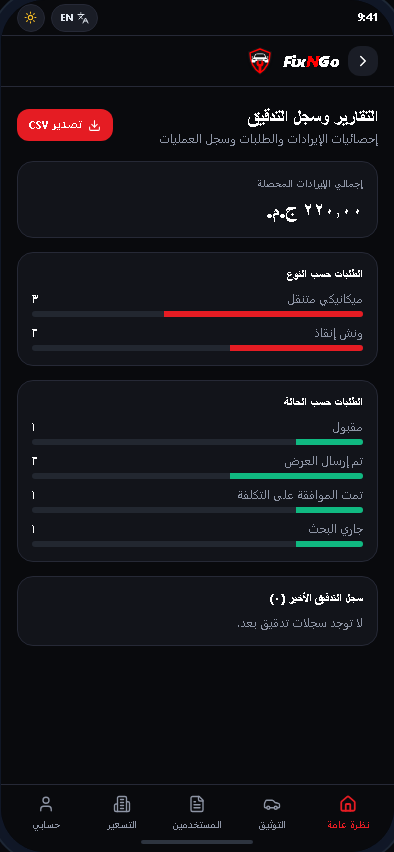 EN
9:41
FixNGo
التقارير وسجل التدقيق
إحصائيات الإيرادات والطلبات وسجل العمليات
تصدير CSV
إجمالي الإيرادات المحصلة
٢٢٠٫٠٠ ج.م.
الطلبات حسب النوع
ميكانيكي متنقل ٣
ونش إنقاذ ٢
الطلبات حسب الحالة
مقبول ١
تم إرسال العرض ٢
تمت الموافقة على التكلفة ١
جاري البحث ١
سجل التدقيق الأخير (٠)
لا توجد سجلات تدقيق بعد.
نظرة عامة
التوثيق
المستخدمين
التسعير
حسابي